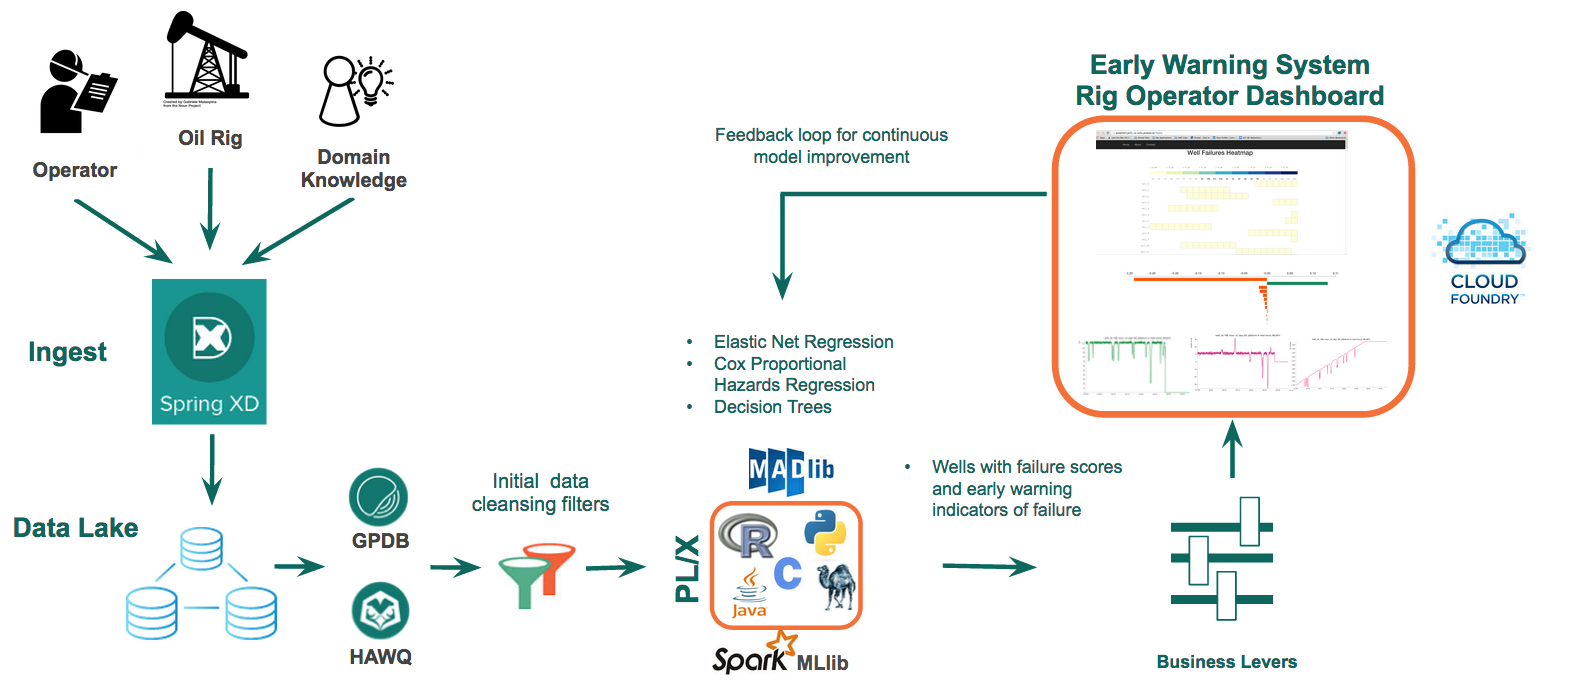 Created by Gabriele Malaspina
from the Noun Project
Oil Rig
Operator
Domain
Knowledge
Ingest
Spring XD
Data Lake
GPDB
HAWQ
Initial data
cleansing filters
Feedback loop for continuous
model improvement
• Elastic Net Regression
• Cox Proportional
Hazards Regression
• Decision Trees
MADlib
PL/X
R
C
Java
Spark MLlib
• Wells with failure scores
and early warning
indicators of failure
Business Levers
Early Warning System
Rig Operator Dashboard
Well Failures Heatmap
CLOUD
FOUNDRY